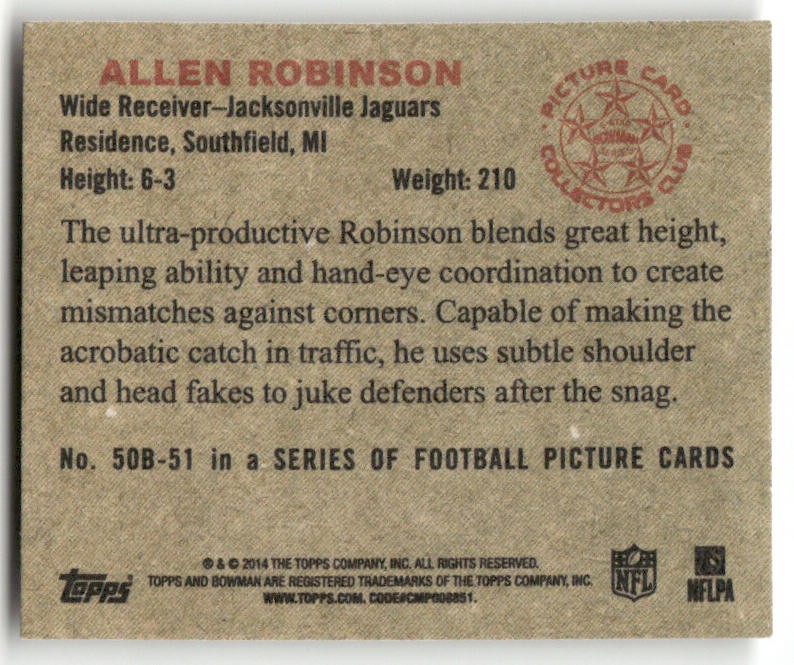 ALLEN ROBINSON
Wide Receiver–Jacksonville Jaguars
Residence, Southfield, MI
Height: 6-3 Weight: 210
PICTURE CARD
BOWMAN
COLLECTORS CLUB
The ultra-productive Robinson blends great height,
leaping ability and hand-eye coordination to create
mismatches against corners. Capable of making the
acrobatic catch in traffic, he uses subtle shoulder
and head fakes to juke defenders after the snag.
No. 50B-51 in a SERIES OF FOOTBALL PICTURE CARDS
® & © 2014 THE TOPPS COMPANY, INC. ALL RIGHTS RESERVED.
TOPPS AND BOWMAN ARE REGISTERED TRADEMARKS OF THE TOPPS COMPANY, INC.
WWW.TOPPS.COM. CODE#CMP008851.
Topps
NFL
NFLPA